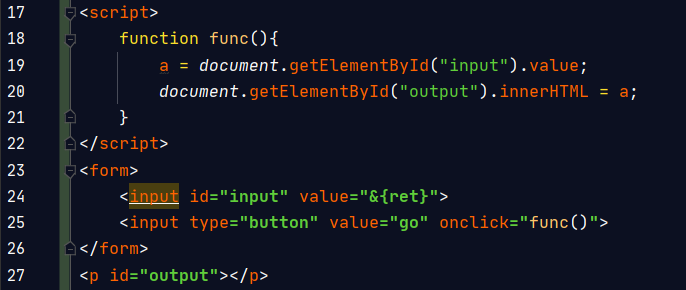 17 <script>
18 function func(){
19 a = document.getElementById("input").value;
20 document.getElementById("output").innerHTML = a;
21 }
22 </script>
23 <form>
24 <input id="input" value="&{ret}">
25 <input type="button" value="go" onclick="func()">
26 </form>
27 <p id="output"></p>